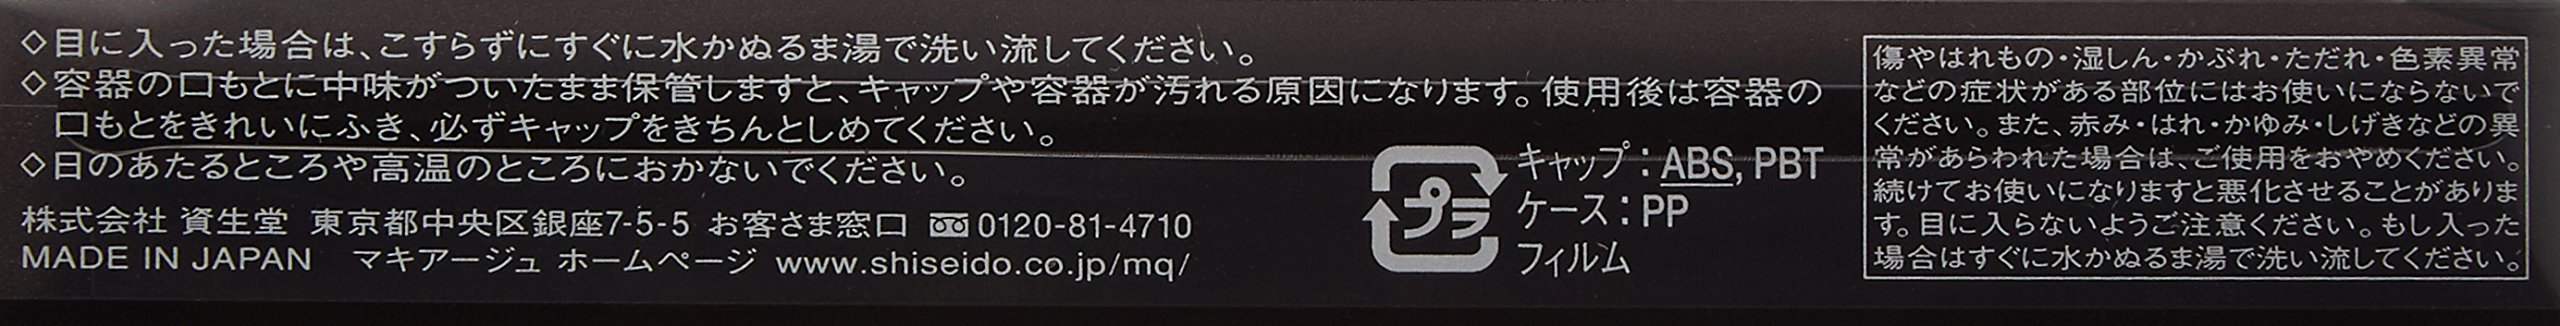 ◇目に入った場合は、こすらずにすぐに水かぬるま湯で洗い流してください。
◇容器の口もとに中味がついたまま保管しますと、キャップや容器が汚れる原因になります。使用後は容器の
口もとをきれいにふき、必ずキャップをきちんとしめてください。
◇日のあたるところや高温のところにおかないでください。
株式会社 資生堂 東京都中央区銀座7-5-5 お客さま窓口 0120-81-4710
MADE IN JAPAN マキアージュ ホームページ www.shiseido.co.jp/mq/
プラ
キャップ：ABS, PBT
ケース：PP
フィルム
傷やはれもの・湿しん・かぶれ・ただれ・色素異常
などの症状がある部位にはお使いにならないで
ください。また、赤み・はれ・かゆみ・しげきなどの異
常があらわれた場合は、ご使用をおやめください。
続けてお使いになりますと悪化させることがありま
す。目に入らないようご注意ください。もし入った
場合はすぐに水かぬるま湯で洗い流してください。